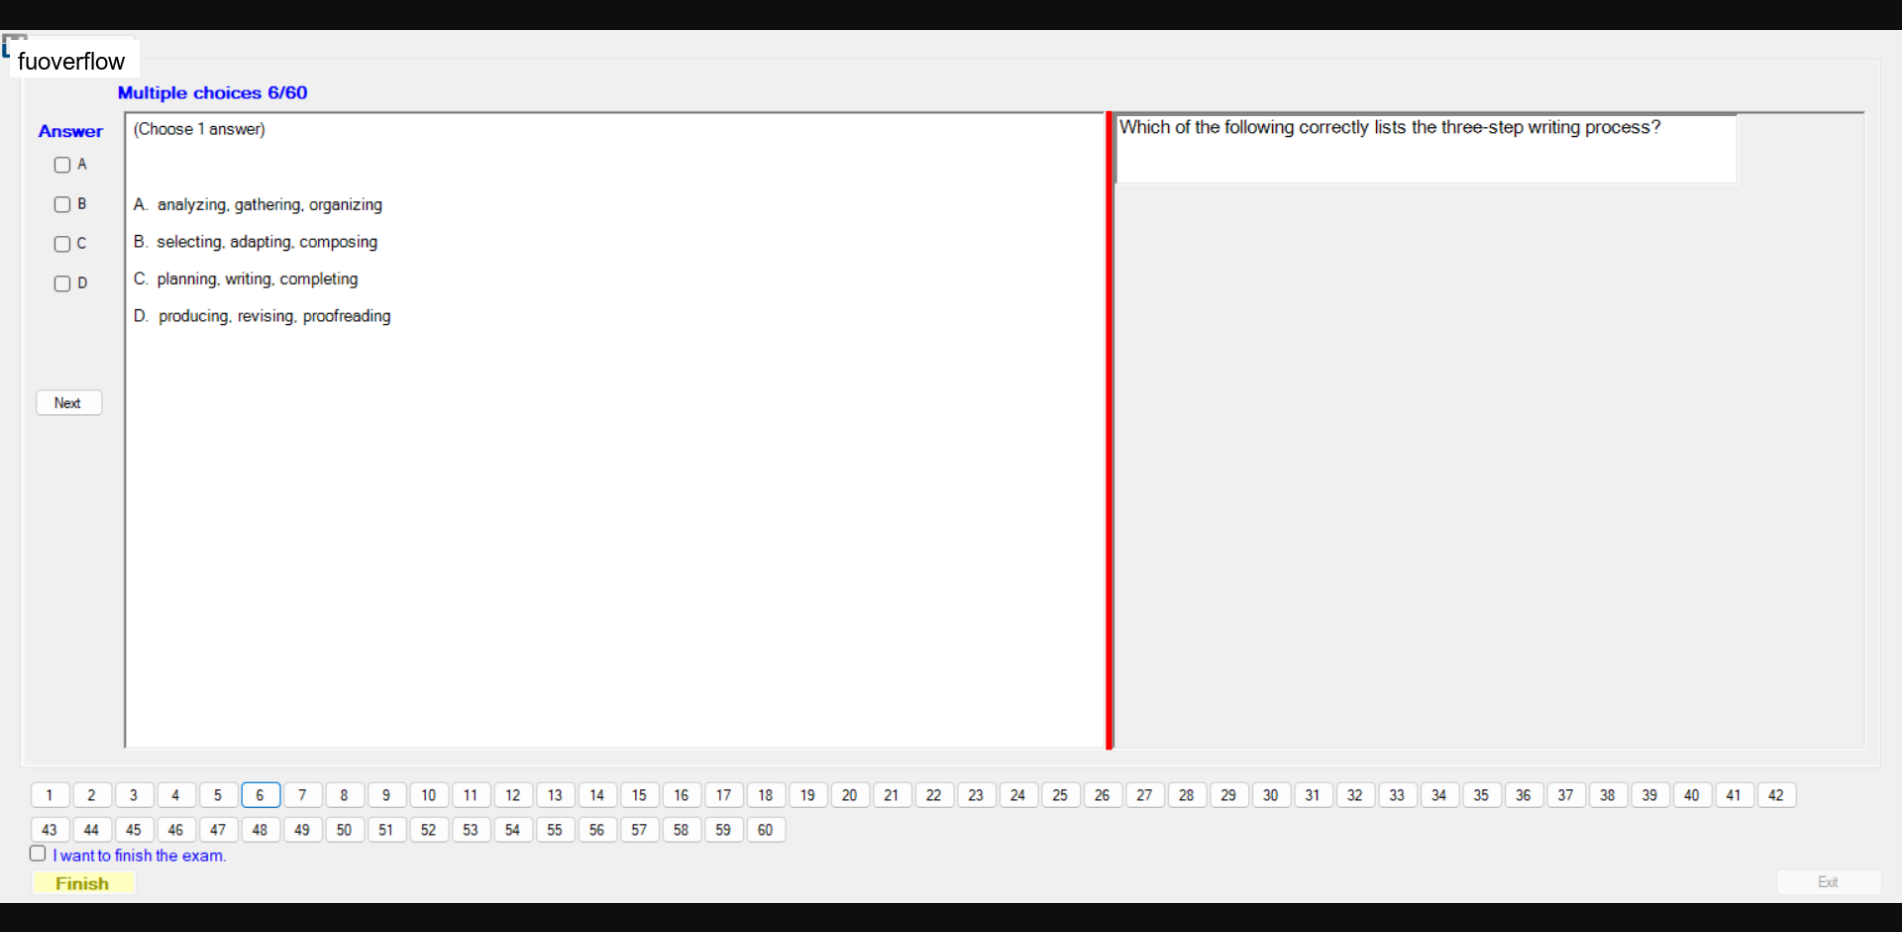 fuoverflow
Multiple choices 6/60
Answer
A
B
C
D
Next
(Choose 1 answer)
A. analyzing, gathering, organizing
B. selecting, adapting, composing
C. planning, writing, completing
D. producing, revising, proofreading
Which of the following correctly lists the three-step writing process?
1 2 3 4 5 6 7 8 9 10 11 12 13 14 15 16 17 18 19 20 21 22 23 24 25 26 27 28 29 30 31 32 33 34 35 36 37 38 39 40 41 42
43 44 45 46 47 48 49 50 51 52 53 54 55 56 57 58 59 60
I want to finish the exam.
Finish
Exit